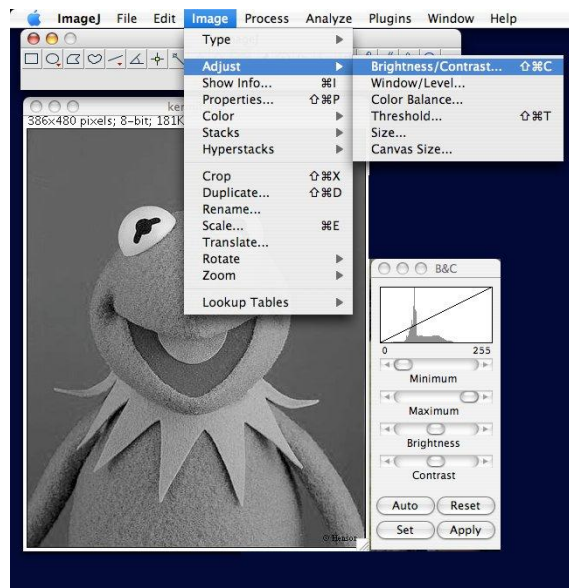 ImageJ File Edit Image Process Analyze Plugins Window Help
Type
Adjust
Show Info... ⌘I
Properties... ⇧⌘P
Color
Stacks
Hyperstacks
Crop ⇧⌘X
Duplicate... ⇧⌘D
Rename...
Scale... ⌘E
Translate...
Rotate
Zoom
Lookup Tables
Brightness/Contrast... ⇧⌘C
Window/Level...
Color Balance...
Threshold... ⇧⌘T
Size...
Canvas Size...
ker
386x480 pixels; 8-bit; 181K
© Henson
B&C
0 255
Minimum
Maximum
Brightness
Contrast
Auto Reset
Set Apply